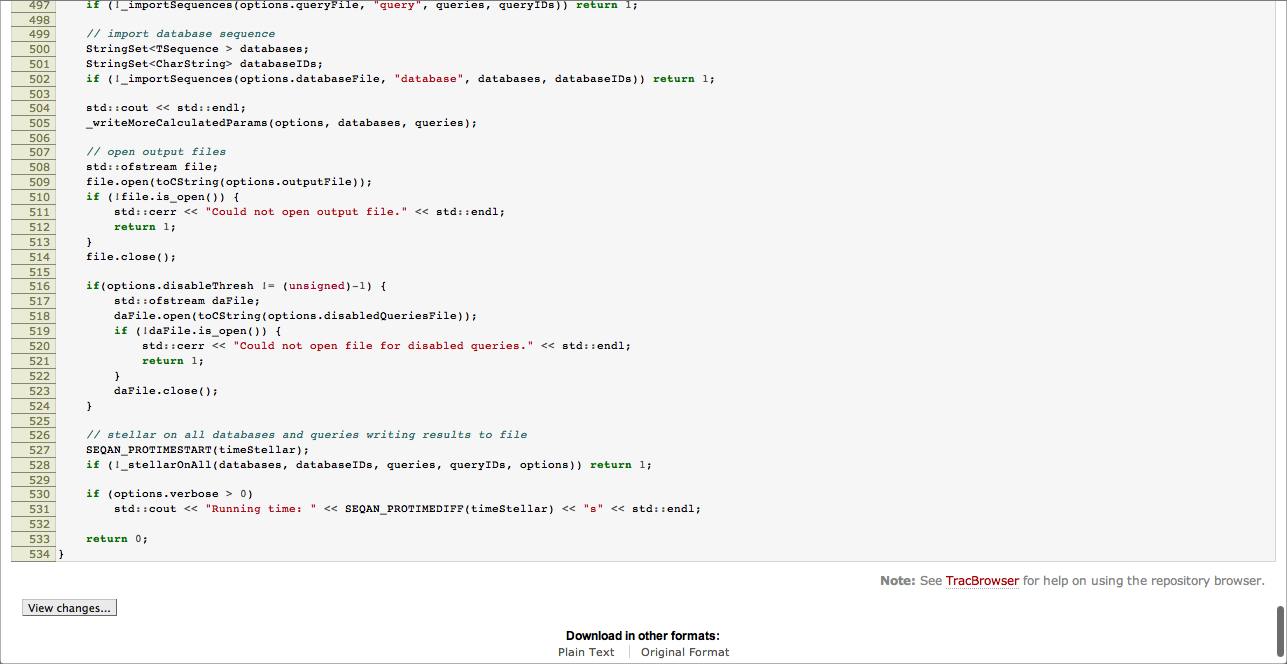 497 if (!_importSequences(options.queryFile, "query", queries, queryIDs)) return 1;
498
499 // import database sequence
500 StringSet<TSequence > databases;
501 StringSet<CharString> databaseIDs;
502 if (!_importSequences(options.databaseFile, "database", databases, databaseIDs)) return 1;
503
504 std::cout << std::endl;
505 _writeMoreCalculatedParams(options, databases, queries);
506
507 // open output files
508 std::ofstream file;
509 file.open(toCString(options.outputFile));
510 if (!file.is_open()) {
511 std::cerr << "Could not open output file." << std::endl;
512 return 1;
513 }
514 file.close();
515
516 if(options.disableThresh != (unsigned)-1) {
517 std::ofstream daFile;
518 daFile.open(toCString(options.disabledQueriesFile));
519 if (!daFile.is_open()) {
520 std::cerr << "Could not open file for disabled queries." << std::endl;
521 return 1;
522 }
523 daFile.close();
524 }
525
526 // stellar on all databases and queries writing results to file
527 SEQAN_PROTIMESTART(timeStellar);
528 if (!_stellarOnAll(databases, databaseIDs, queries, queryIDs, options)) return 1;
529
530 if (options.verbose > 0)
531 std::cout << "Running time: " << SEQAN_PROTIMEDIFF(timeStellar) << "s" << std::endl;
532
533 return 0;
534 }
Note: See TracBrowser for help on using the repository browser.
View changes...
Download in other formats:
Plain Text Original Format